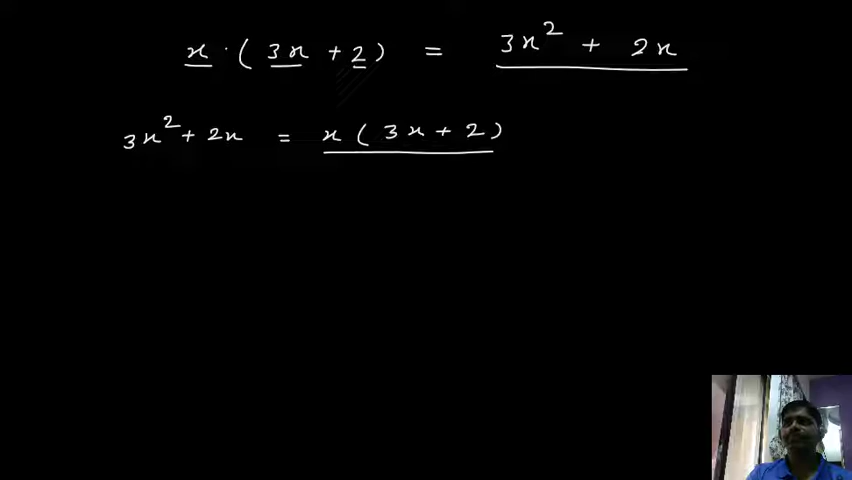 x · ( 3x + 2 ) = 3x² + 2x
3x² + 2x = x ( 3x + 2 )